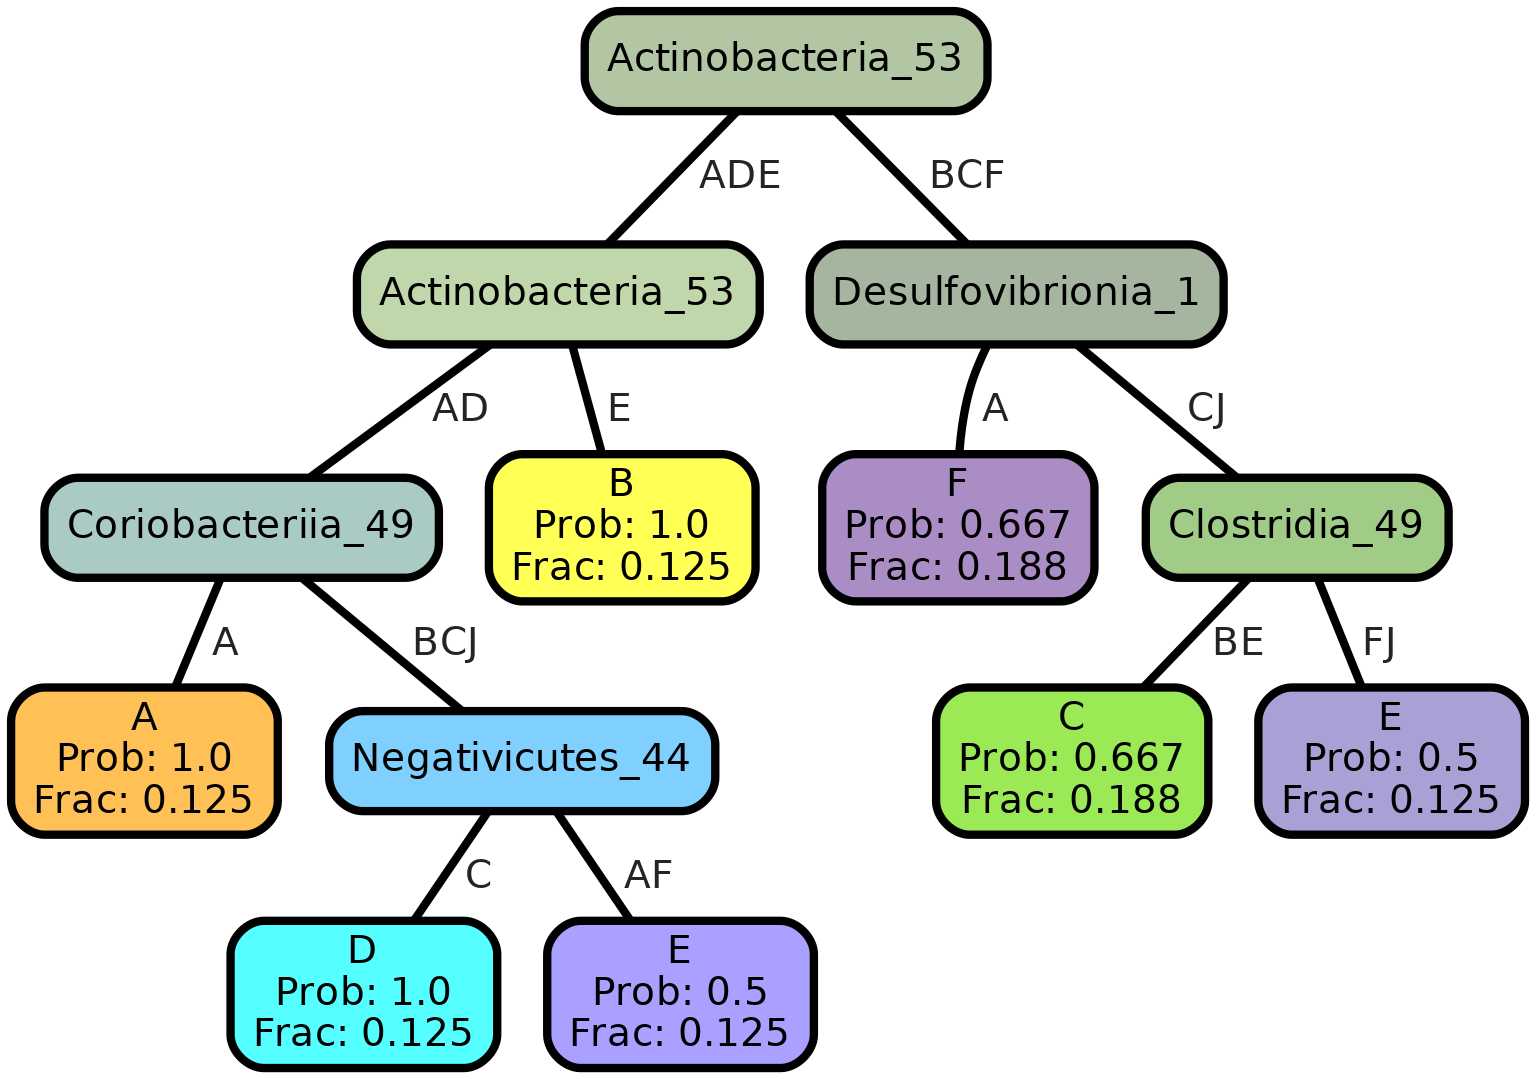 Actinobacteria_53
ADE
BCF
Actinobacteria_53
Desulfovibrionia_1
AD
E
A
CJ
Coriobacteriia_49
B
Prob: 1.0
Frac: 0.125
F
Prob: 0.667
Frac: 0.188
Clostridia_49
A
BCJ
BE
FJ
A
Prob: 1.0
Frac: 0.125
Negativicutes_44
C
Prob: 0.667
Frac: 0.188
E
Prob: 0.5
Frac: 0.125
C
AF
D
Prob: 1.0
Frac: 0.125
E
Prob: 0.5
Frac: 0.125